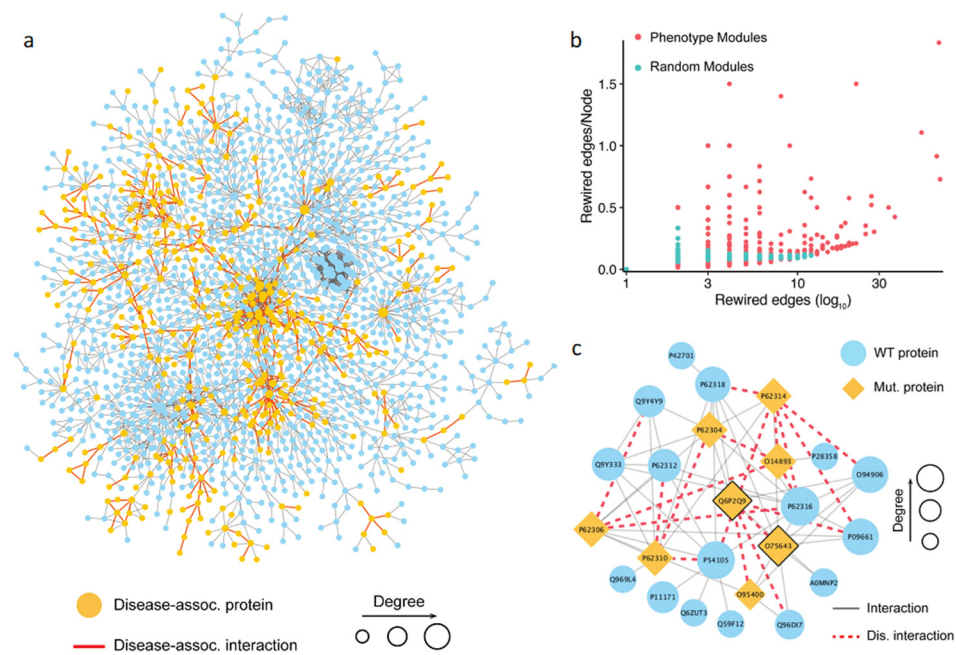 a
Disease-assoc. protein
Disease-assoc. interaction
Degree
b
Phenotype Modules
Random Modules
Rewired edges/Node
1.5
1.0
0.5
0.0
1
3
10
30
Rewired edges (log10)
c
WT protein
Mut. protein
P42701
P62318
P62314
Q9Y4Y9
P62304
Q9Y333
P62312
O14893
P28358
O94906
Q6P2Q9
P62316
P62306
O75643
P09661
P62310
P54105
Q969L4
A0MNP2
P11171
O95400
Q6ZUT3
Q59F12
Q96DI7
Degree
Interaction
Dis. interaction